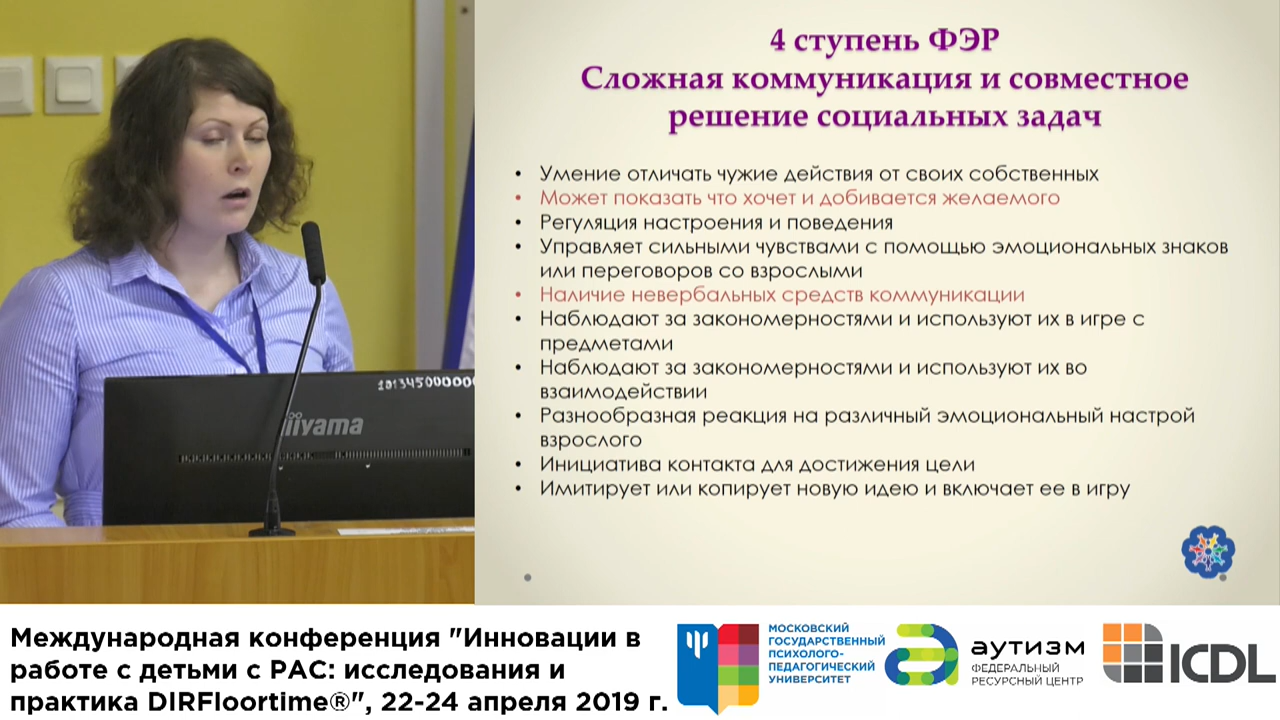 4 ступень ФЭР
Сложная коммуникация и совместное
решение социальных задач
• Умение отличать чужие действия от своих собственных
• Может показать что хочет и добивается желаемого
• Регуляция настроения и поведения
• Управляет сильными чувствами с помощью эмоциональных знаков
или переговоров со взрослыми
• Наличие невербальных средств коммуникации
• Наблюдают за закономерностями и используют их в игре с
предметами
• Наблюдают за закономерностями и используют их во
взаимодействии
• Разнообразная реакция на различный эмоциональный настрой
взрослого
• Инициатива контакта для достижения цели
• Имитирует или копирует новую идею и включает ее в игру
iiyama
Международная конференция "Инновации в
работе с детьми с РАС: исследования и
практика DIRFloortime®", 22-24 апреля 2019 г.
МОСКОВСКИЙ
ГОСУДАРСТВЕННЫЙ
ПСИХОЛОГО-
ПЕДАГОГИЧЕСКИЙ
УНИВЕРСИТЕТ
аутизм
ФЕДЕРАЛЬНЫЙ
РЕСУРСНЫЙ ЦЕНТР
ICDL